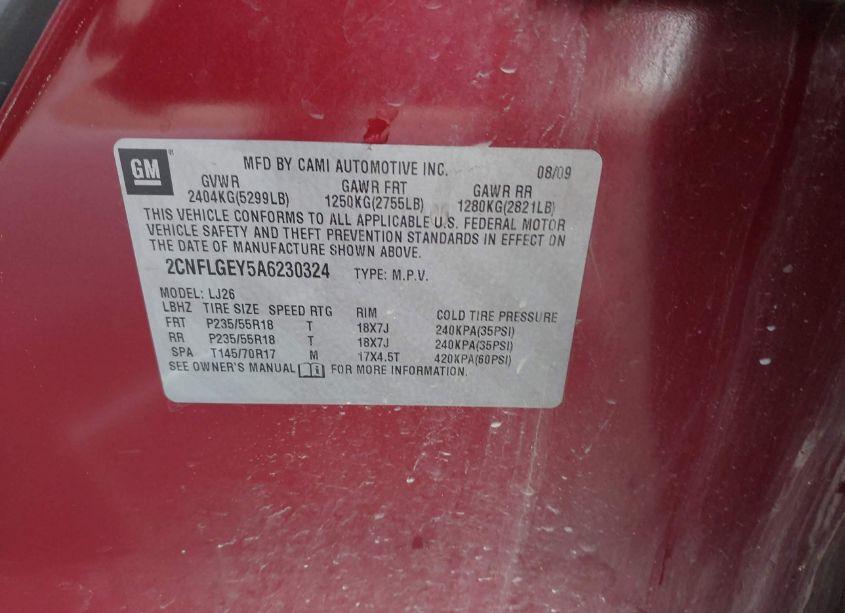 GM ® MFD BY CAMI AUTOMOTIVE INC. 08/09
GVWR GAWR FRT GAWR RR
2404KG(5299LB) 1250KG(2755LB) 1280KG(2821LB)
THIS VEHICLE CONFORMS TO ALL APPLICABLE U.S. FEDERAL MOTOR
VEHICLE SAFETY AND THEFT PREVENTION STANDARDS IN EFFECT ON
THE DATE OF MANUFACTURE SHOWN ABOVE.
2CNFLGEY5A6230324 TYPE: M.P.V.
MODEL: LJ26
LBHZ TIRE SIZE SPEED RTG RIM COLD TIRE PRESSURE
FRT P235/55R18 T 18X7J 240KPA(35PSI)
RR P235/55R18 T 18X7J 240KPA(35PSI)
SPA T145/70R17 M 17X4.5T 420KPA(60PSI)
SEE OWNER'S MANUAL i FOR MORE INFORMATION.